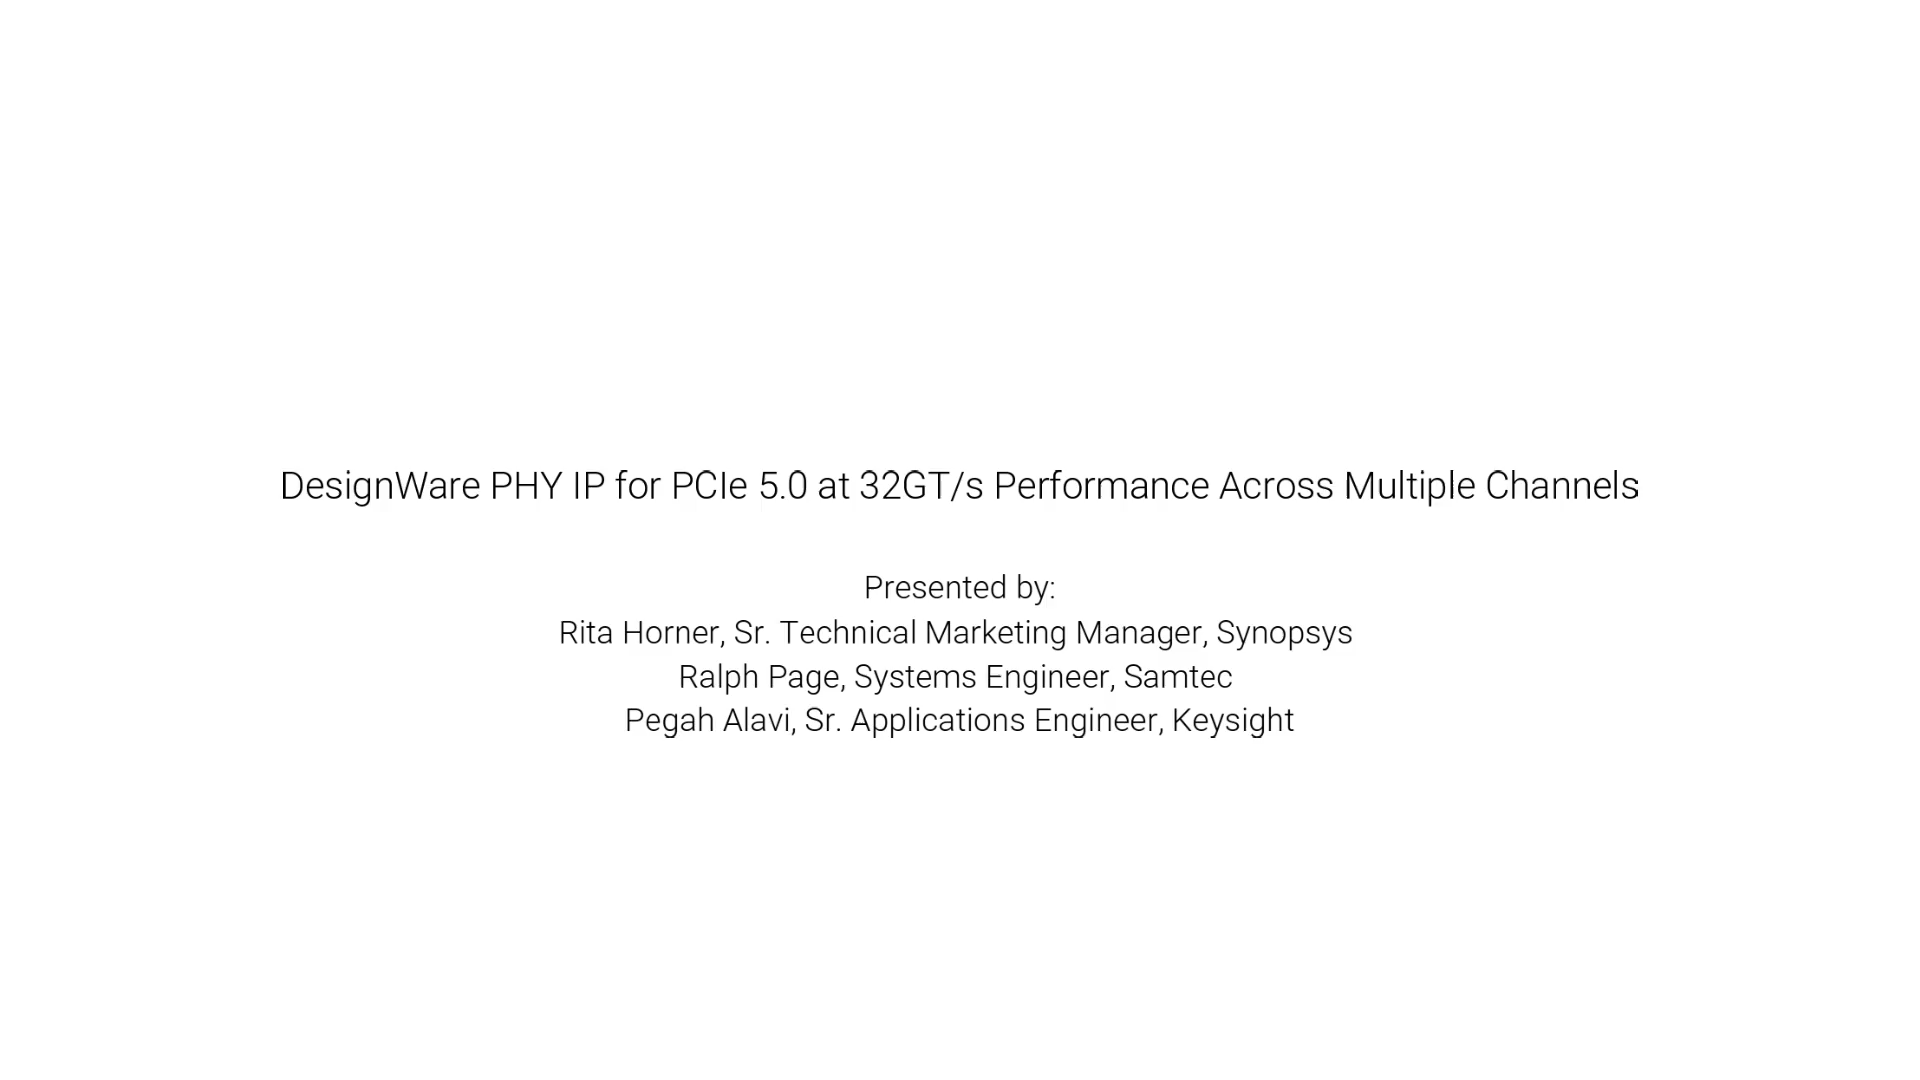 DesignWare PHY IP for PCIe 5.0 at 32GT/s Performance Across Multiple Channels
Presented by:
Rita Horner, Sr. Technical Marketing Manager, Synopsys
Ralph Page, Systems Engineer, Samtec
Pegah Alavi, Sr. Applications Engineer, Keysight